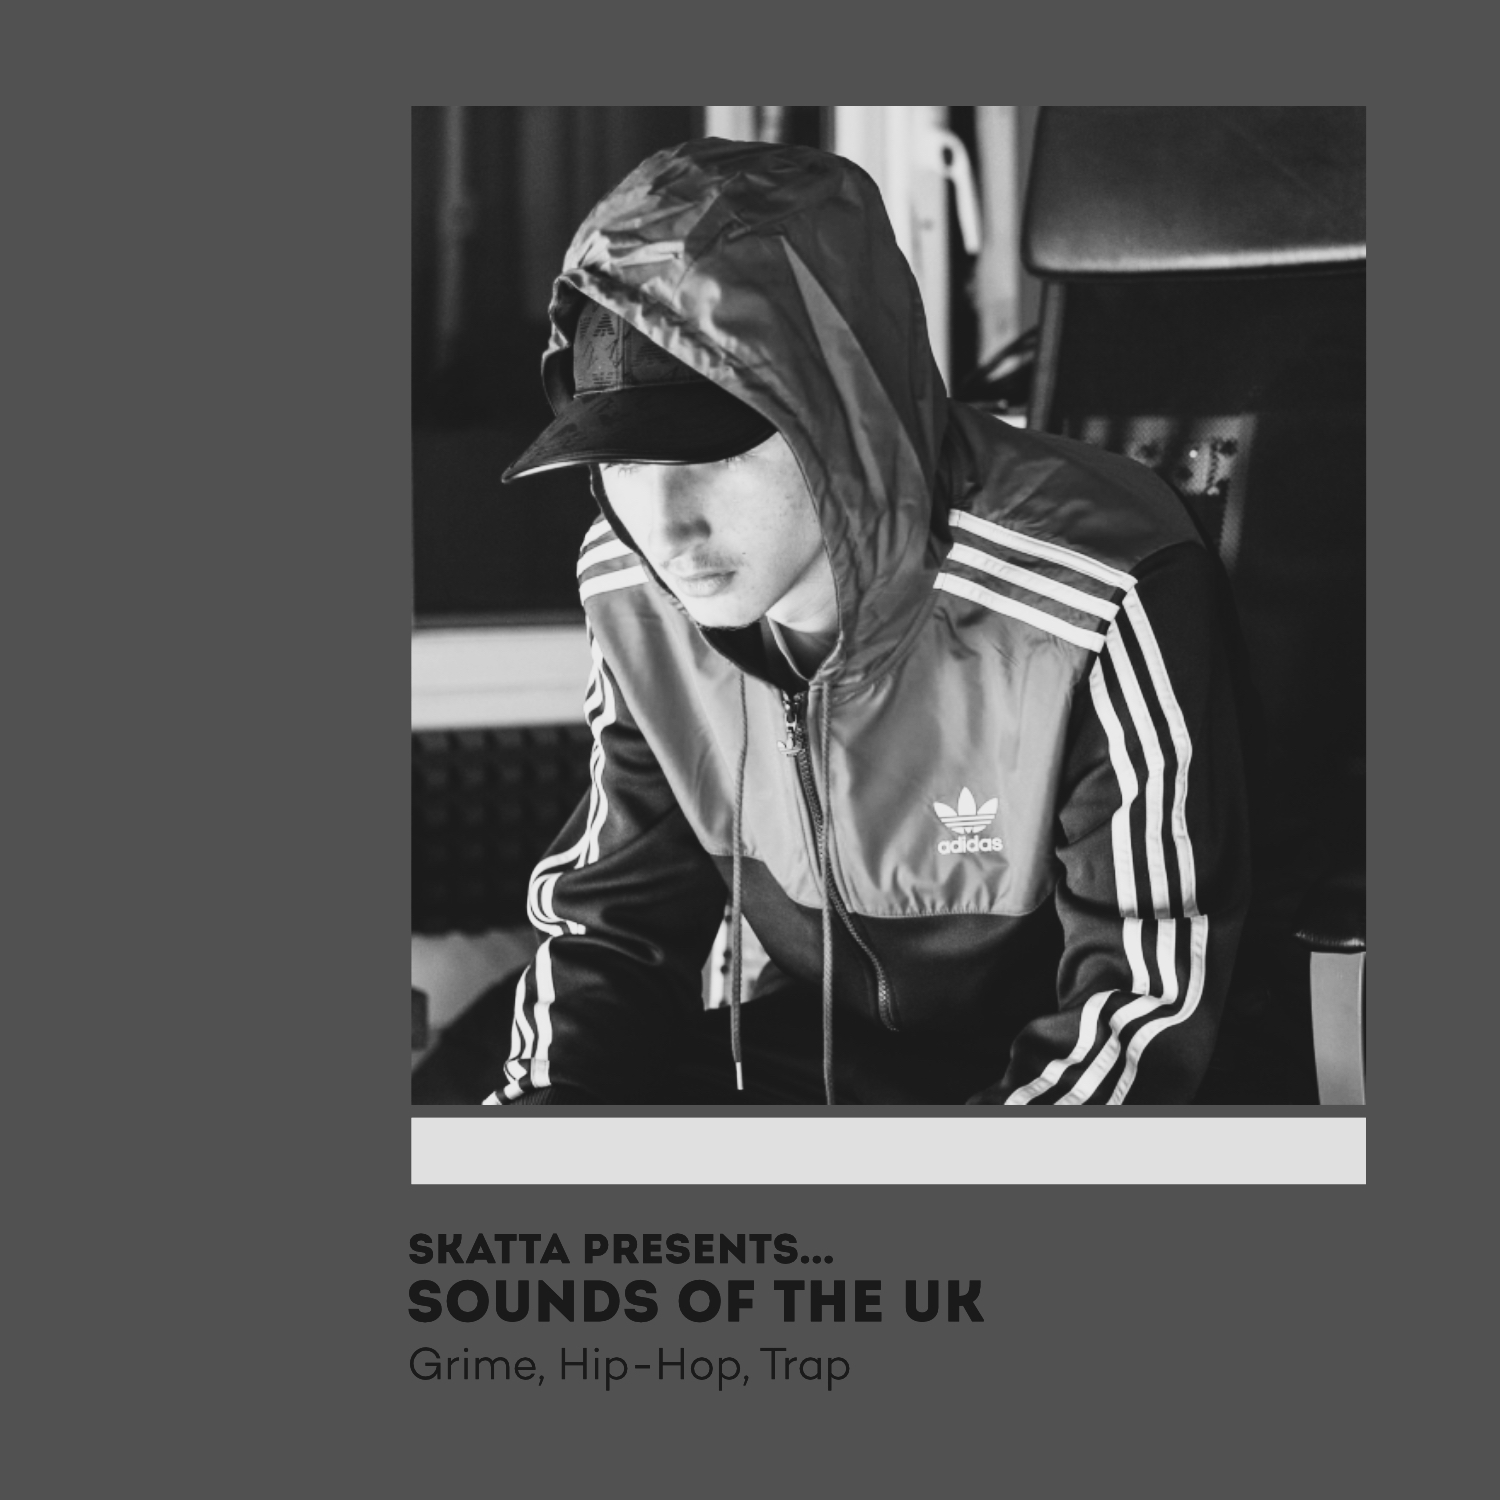 adidas
SKATTA PRESENTS...
SOUNDS OF THE UK
Grime, Hip-Hop, Trap